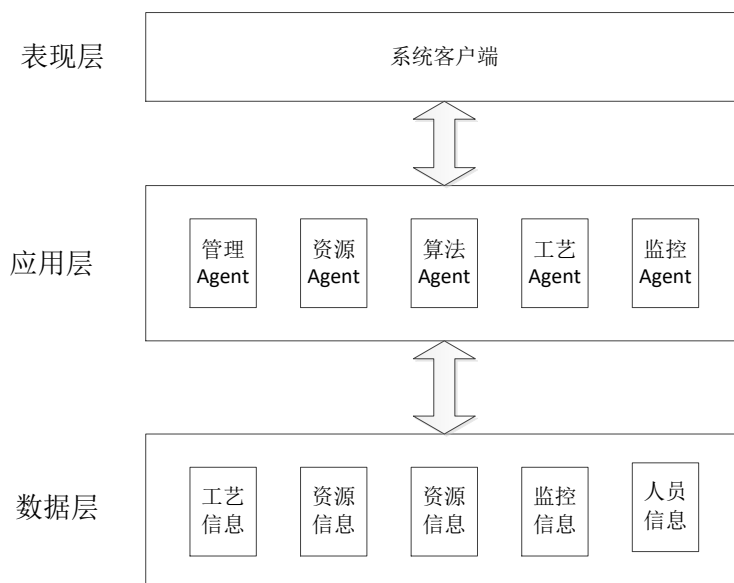 表现层
系统客户端
应用层
管理
Agent
资源
Agent
算法
Agent
工艺
Agent
监控
Agent
数据层
工艺
信息
资源
信息
资源
信息
监控
信息
人员
信息